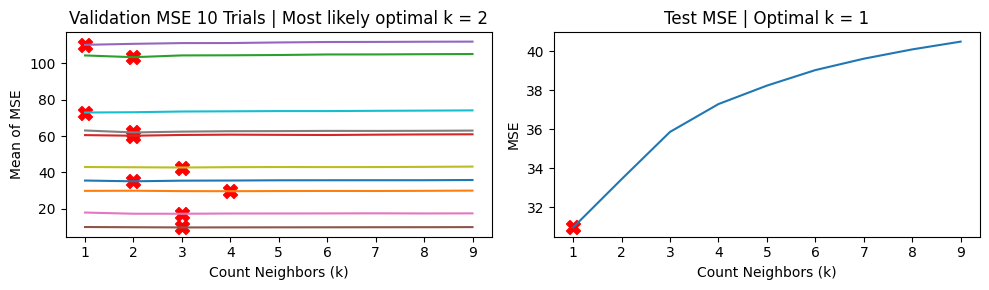 Validation MSE 10 Trials | Most likely optimal k = 2
Mean of MSE
100
80
60
40
20
1 2 3 4 5 6 7 8 9
Count Neighbors (k)
Test MSE | Optimal k = 1
MSE
40
38
36
34
32
1 2 3 4 5 6 7 8 9
Count Neighbors (k)